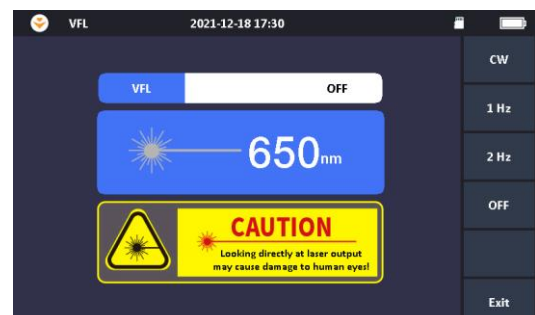 VFL 2021-12-18 17:30
VFL OFF
650nm
CAUTION
Looking directly at laser output
may cause damage to human eyes!
CW
1 Hz
2 Hz
OFF
Exit